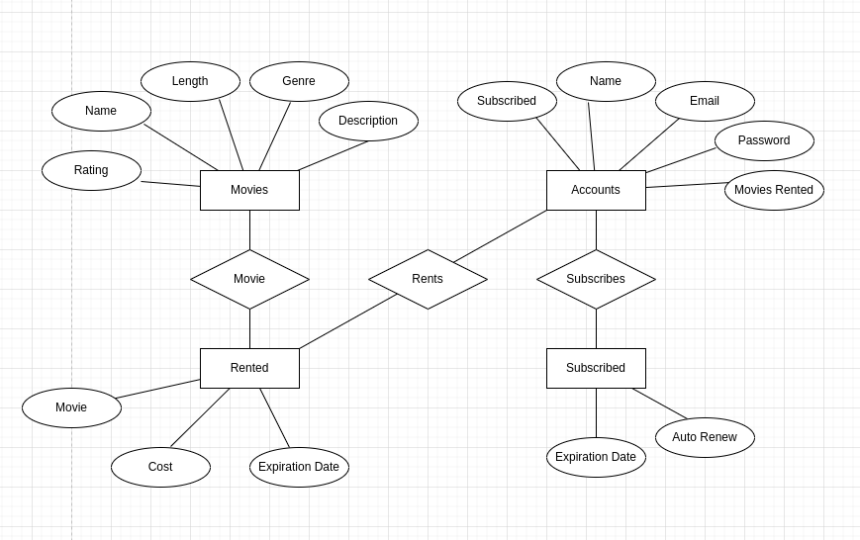 Length
Genre
Name
Description
Rating
Movies
Subscribed
Name
Email
Password
Accounts
Movies Rented
Movie
Rents
Subscribes
Rented
Subscribed
Movie
Cost
Expiration Date
Expiration Date
Auto Renew